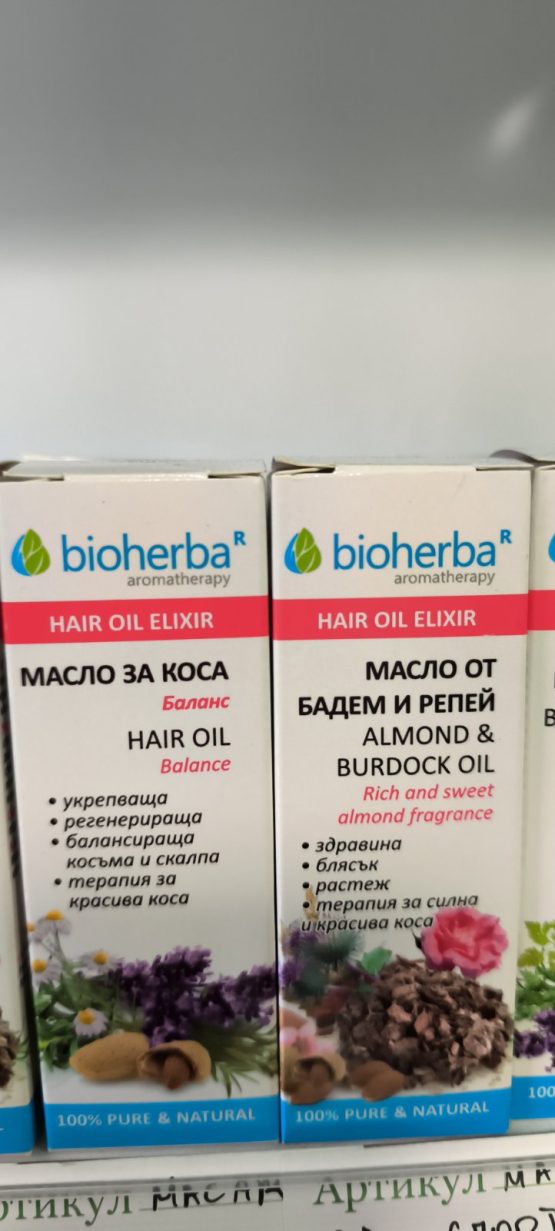 bioherba R
aromatherapy
HAIR OIL ELIXIR
МАСЛО ЗА КОСА
Баланс
HAIR OIL
Balance
• укрепваща
• регенерираща
• балансираща
косъма и скалпа
• терапия за
красива коса
100% PURE & NATURAL
bioherba R
aromatherapy
HAIR OIL ELIXIR
МАСЛО ОТ
БАДЕМ И РЕПЕЙ
ALMOND &
BURDOCK OIL
Rich and sweet
almond fragrance
• здравина
• блясък
• растеж
• терапия за силна
и красива коса
100% PURE & NATURAL
B
100
Артикул